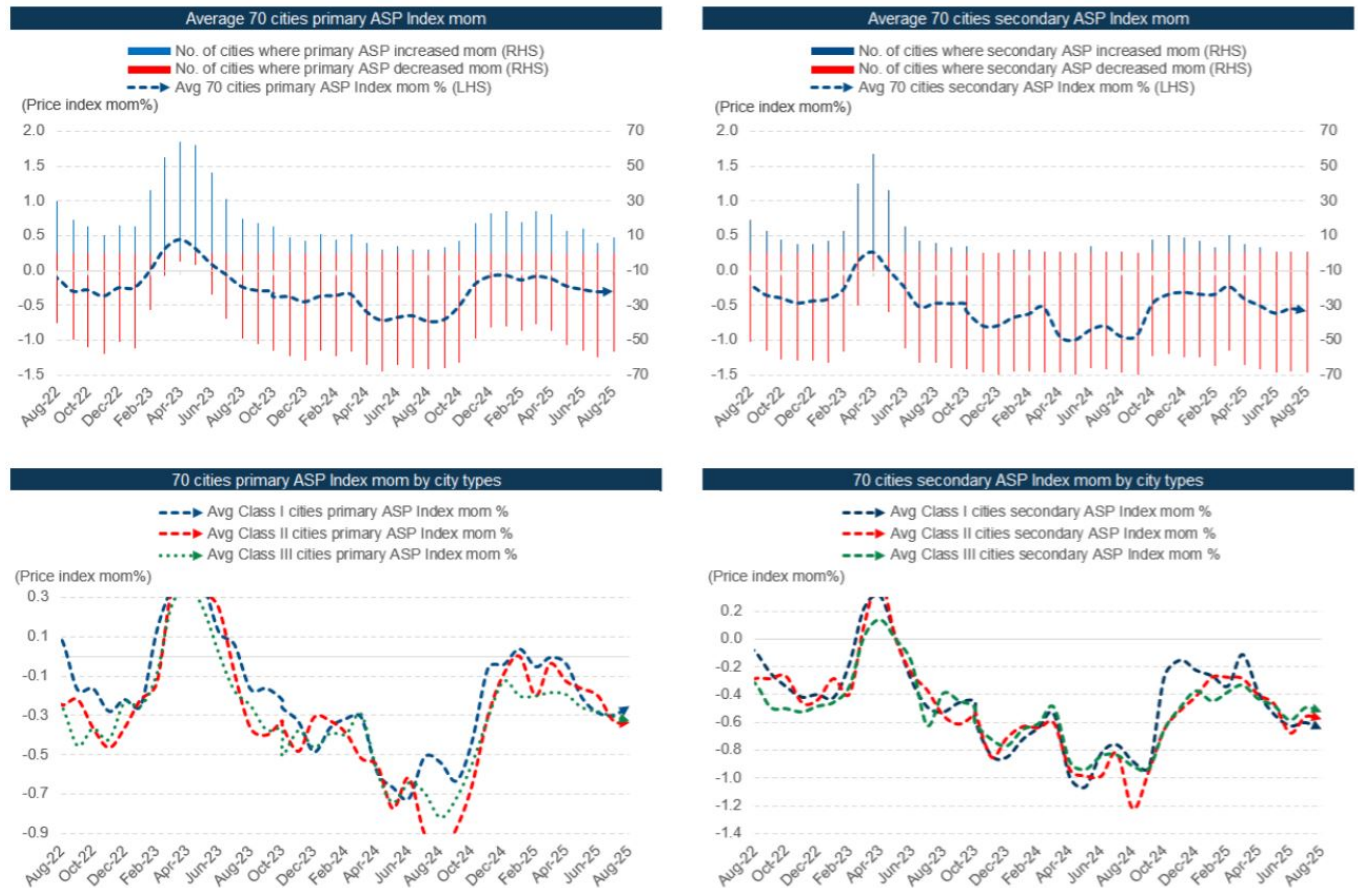 Average 70 cities primary ASP Index mom
No. of cities where primary ASP increased mom (RHS)
No. of cities where primary ASP decreased mom (RHS)
Avg 70 cities primary ASP Index mom % (LHS)
(Price index mom%)
2.0
1.5
1.0
0.5
0.0
-0.5
-1.0
-1.5
70
50
30
10
-10
-30
-50
-70
Aug-22
Oct-22
Dec-22
Feb-23
Apr-23
Jun-23
Aug-23
Oct-23
Dec-23
Feb-24
Apr-24
Jun-24
Aug-24
Oct-24
Dec-24
Feb-25
Apr-25
Jun-25
Aug-25
Average 70 cities secondary ASP Index mom
No. of cities where secondary ASP increased mom (RHS)
No. of cities where secondary ASP decreased mom (RHS)
Avg 70 cities secondary ASP Index mom % (LHS)
(Price index mom%)
2.0
1.5
1.0
0.5
0.0
-0.5
-1.0
-1.5
70
50
30
10
-10
-30
-50
-70
Aug-22
Oct-22
Dec-22
Feb-23
Apr-23
Jun-23
Aug-23
Oct-23
Dec-23
Feb-24
Apr-24
Jun-24
Aug-24
Oct-24
Dec-24
Feb-25
Apr-25
Jun-25
Aug-25
70 cities primary ASP Index mom by city types
Avg Class I cities primary ASP Index mom %
Avg Class II cities primary ASP Index mom %
Avg Class III cities primary ASP Index mom %
(Price index mom%)
0.3
0.1
-0.1
-0.3
-0.5
-0.7
-0.9
Aug-22
Oct-22
Dec-22
Feb-23
Apr-23
Jun-23
Aug-23
Oct-23
Dec-23
Feb-24
Apr-24
Jun-24
Aug-24
Oct-24
Dec-24
Feb-25
Apr-25
Jun-25
Aug-25
70 cities secondary ASP Index mom by city types
Avg Class I cities secondary ASP Index mom %
Avg Class II cities secondary ASP Index mom %
Avg Class III cities secondary ASP Index mom %
(Price index mom%)
0.2
0.0
-0.2
-0.4
-0.6
-0.8
-1.0
-1.2
-1.4
Aug-22
Oct-22
Dec-22
Feb-23
Apr-23
Jun-23
Aug-23
Oct-23
Dec-23
Feb-24
Apr-24
Jun-24
Aug-24
Oct-24
Dec-24
Feb-25
Apr-25
Jun-25
Aug-25